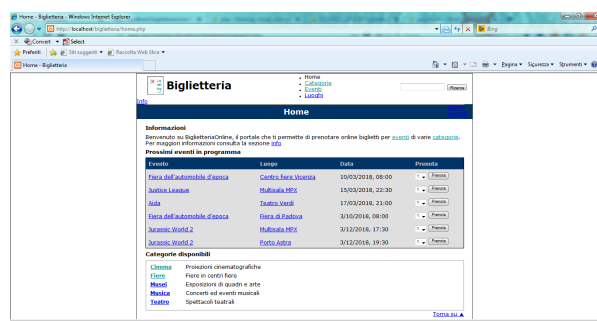 Home - Biglietteria - Windows Internet Explorer
http://localhost/biglietteria/home.php
Bing
Convert
Select
Preferiti
Siti suggeriti
Raccolta Web Slice
Home - Biglietteria
Pagina
Sicurezza
Strumenti
Biglietteria
Home
Categorie
Eventi
Luoghi
Ricerca
Info
Home
Informazioni
Benvenuto su BiglietteriaOnline, il portale che ti permette di prenotare online biglietti per eventi di varie categorie.
Per maggiori informazioni consulta la sezione info
Prossimi eventi in programma
Evento Luogo Data Prenota
Fiera dell'automobile d'epoca Centro fiere Vicenza 10/03/2018, 08:00 1 Prenota
Justice League Multisala MPX 15/03/2018, 22:30 1 Prenota
Aida Teatro Verdi 17/03/2018, 21:00 1 Prenota
Fiera dell'automobile d'epoca Fiera di Padova 3/10/2018, 08:00 1 Prenota
Jurassic World 2 Multisala MPX 3/12/2018, 17:30 1 Prenota
Jurassic World 2 Porto Astra 3/12/2018, 19:30 1 Prenota
Categorie disponibili
Cinema Proiezioni cinematografiche
Fiere Fiere in centri fiere
Musei Esposizioni di quadri e arte
Musica Concerti ed eventi musicali
Teatro Spettacoli teatrali
Torna su ▲